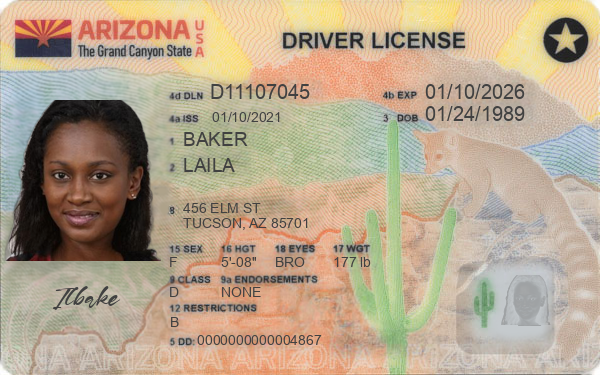 ARIZONA USA
The Grand Canyon State
DRIVER LICENSE
4d DLN D11107045
4b EXP 01/10/2026
4a ISS 01/10/2021
3 DOB 01/24/1989
1 BAKER
2 LAILA
8 456 ELM ST
TUCSON, AZ 85701
15 SEX 16 HGT 18 EYES 17 WGT
F 5'-08" BRO 177 lb
9 CLASS 9a ENDORSEMENTS
D NONE
12 RESTRICTIONS
B
5 DD: 0000000000004867
ARIZONA ARIZONA ARIZONA ARIZONA